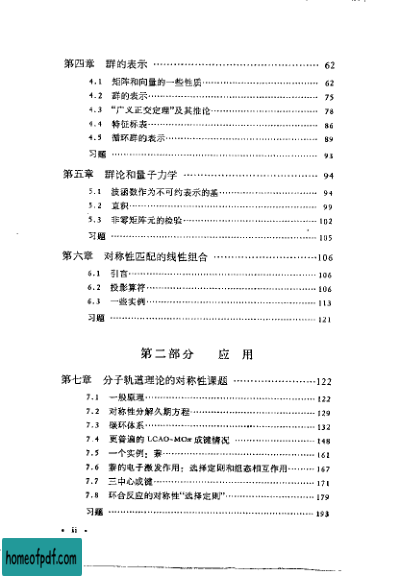 第四章 群的表示 …… 62
4.1 矩阵和向量的一些性质 …… 62
4.2 群的表示 …… 75
4.3 “广义正交定理”及其推论 …… 78
4.4 特征标表 …… 86
4.5 循环群的表示 …… 89
习题 …… 93
第五章 群论和量子力学 …… 94
5.1 波函数作为不可约表示的基 …… 94
5.2 直积 …… 99
5.3 非零矩阵元的检验 …… 102
习题 …… 105
第六章 对称性匹配的线性组合 …… 106
6.1 引言 …… 106
6.2 投影算符 …… 106
6.3 一些实例 …… 113
习题 …… 121
第二部分 应用
第七章 分子轨道理论的对称性课题 …… 122
7.1 一般原理 …… 122
7.2 对称性分解久期方程 …… 129
7.3 碳环体系 …… 132
7.4 更普遍的 LCAO-MOπ 成键情况 …… 148
7.5 一个实例：萘 …… 161
7.6 萘的电子激发作用：选择定则和组态相互作用 …… 167
7.7 三中心成键 …… 171
7.8 环合反应的对称性“选择定则” …… 179
习题 …… 193
• ii •
homeofpdf.com